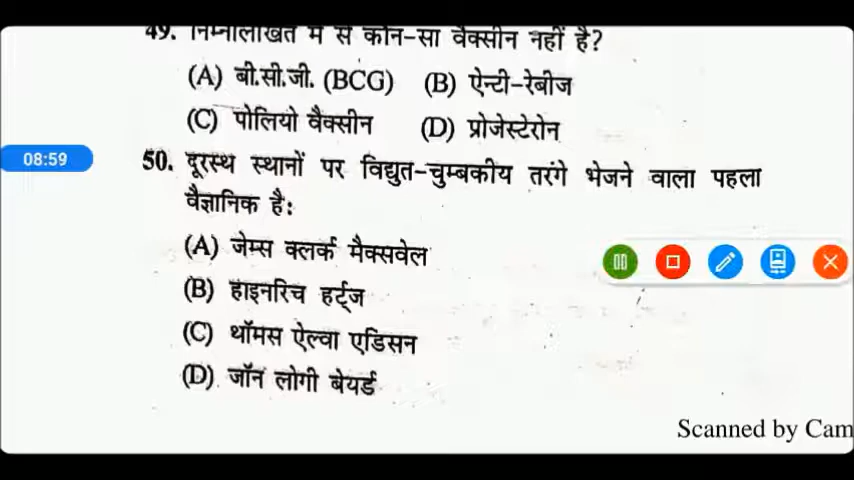 49. निम्नलिखित में से कौन-सा वैक्सीन नहीं है?
(A) बी.सी.जी. (BCG) (B) ऐन्टी-रेबीज
(C) पोलियो वैक्सीन (D) प्रोजेस्टेरोन
08:59
50. दूरस्थ स्थानों पर विद्युत-चुम्बकीय तरंगे भेजने वाला पहला
वैज्ञानिक है:
(A) जेम्स क्लर्क मैक्सवेल
(B) हाइनरिच हर्ट्ज
(C) थॉमस ऐल्वा एडिसन
(D) जॉन लोगी बेयर्ड
Scanned by Cam